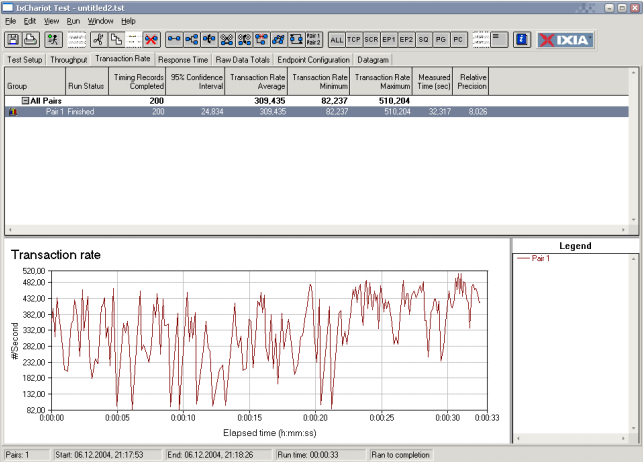 IxChariot Test - untitled2.tst
File Edit View Run Window Help
ALL TCP SCR EP1 EP2 SQ PG PC
Pair 1
Pair 2
IXIA
Test Setup Throughput Transaction Rate Response Time Raw Data Totals Endpoint Configuration Datagram
Group Run Status Timing Records Completed 95% Confidence Interval Transaction Rate Average Transaction Rate Minimum Transaction Rate Maximum Measured Time (sec) Relative Precision
All Pairs 200 309,435 82,237 510,204
Pair 1 Finished 200 24,834 309,435 82,237 510,204 32,317 8,026
Transaction rate
#/Second
520,00
482,00
432,00
382,00
332,00
282,00
232,00
182,00
132,00
82,00
0:00:00 0:00:05 0:00:10 0:00:15 0:00:20 0:00:25 0:00:30 0:00:33
Elapsed time (h:mm:ss)
Legend
Pair 1
Pairs: 1 Start: 06.12.2004, 21:17:53 End: 06.12.2004, 21:18:26 Run time: 00:00:33 Ran to completion